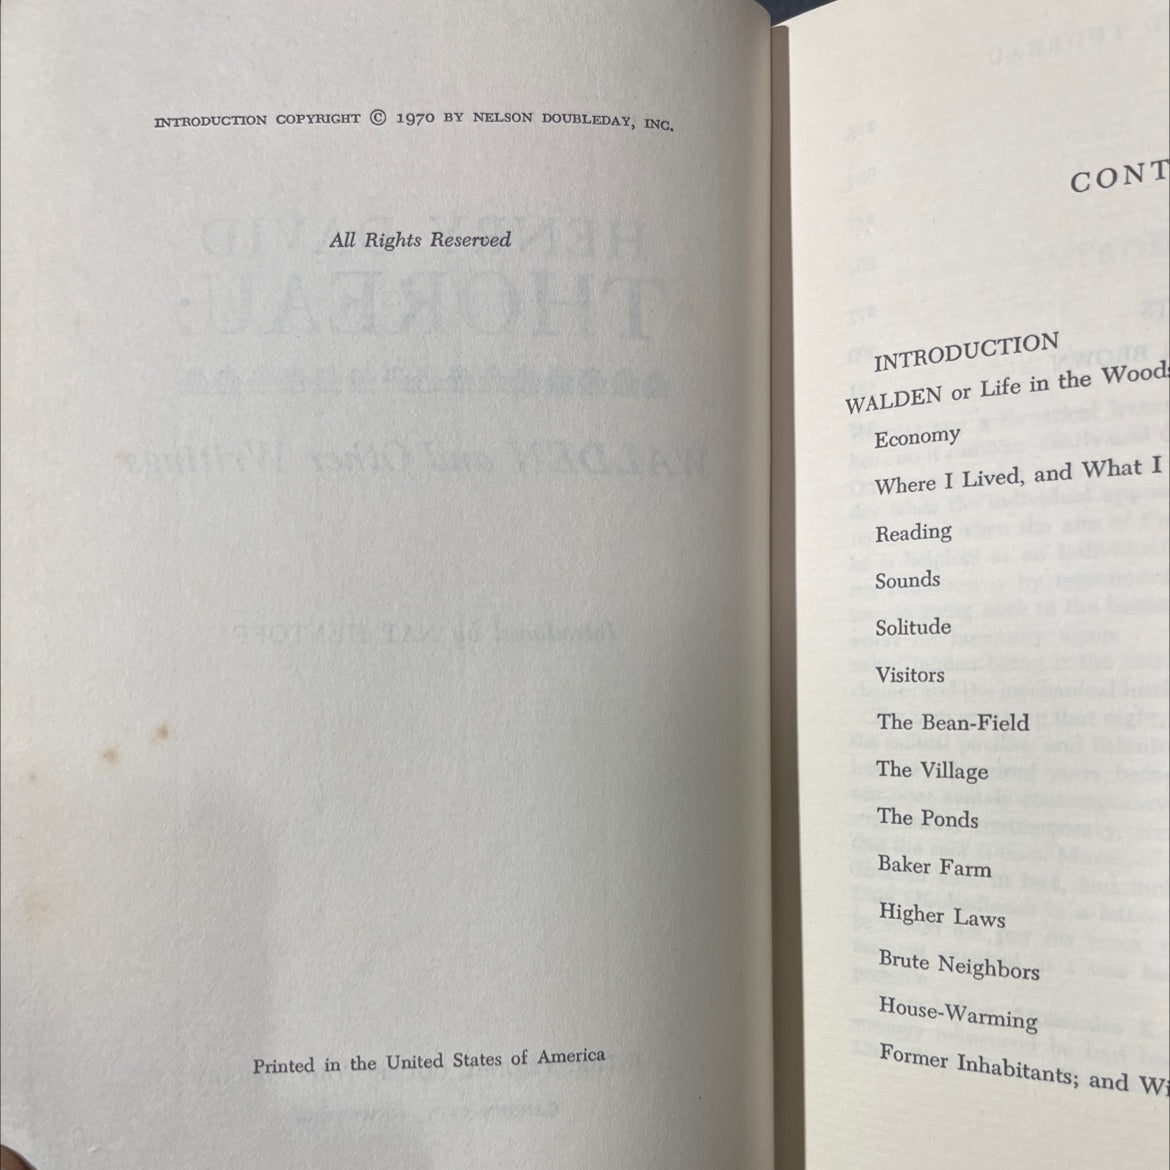 INTRODUCTION COPYRIGHT © 1970 BY NELSON DOUBLEDAY, INC.
All Rights Reserved
Printed in the United States of America
CONT
INTRODUCTION
WALDEN or Life in the Woods
Economy
Where I Lived, and What I
Reading
Sounds
Solitude
Visitors
The Bean-Field
The Village
The Ponds
Baker Farm
Higher Laws
Brute Neighbors
House-Warming
Former Inhabitants; and Wi